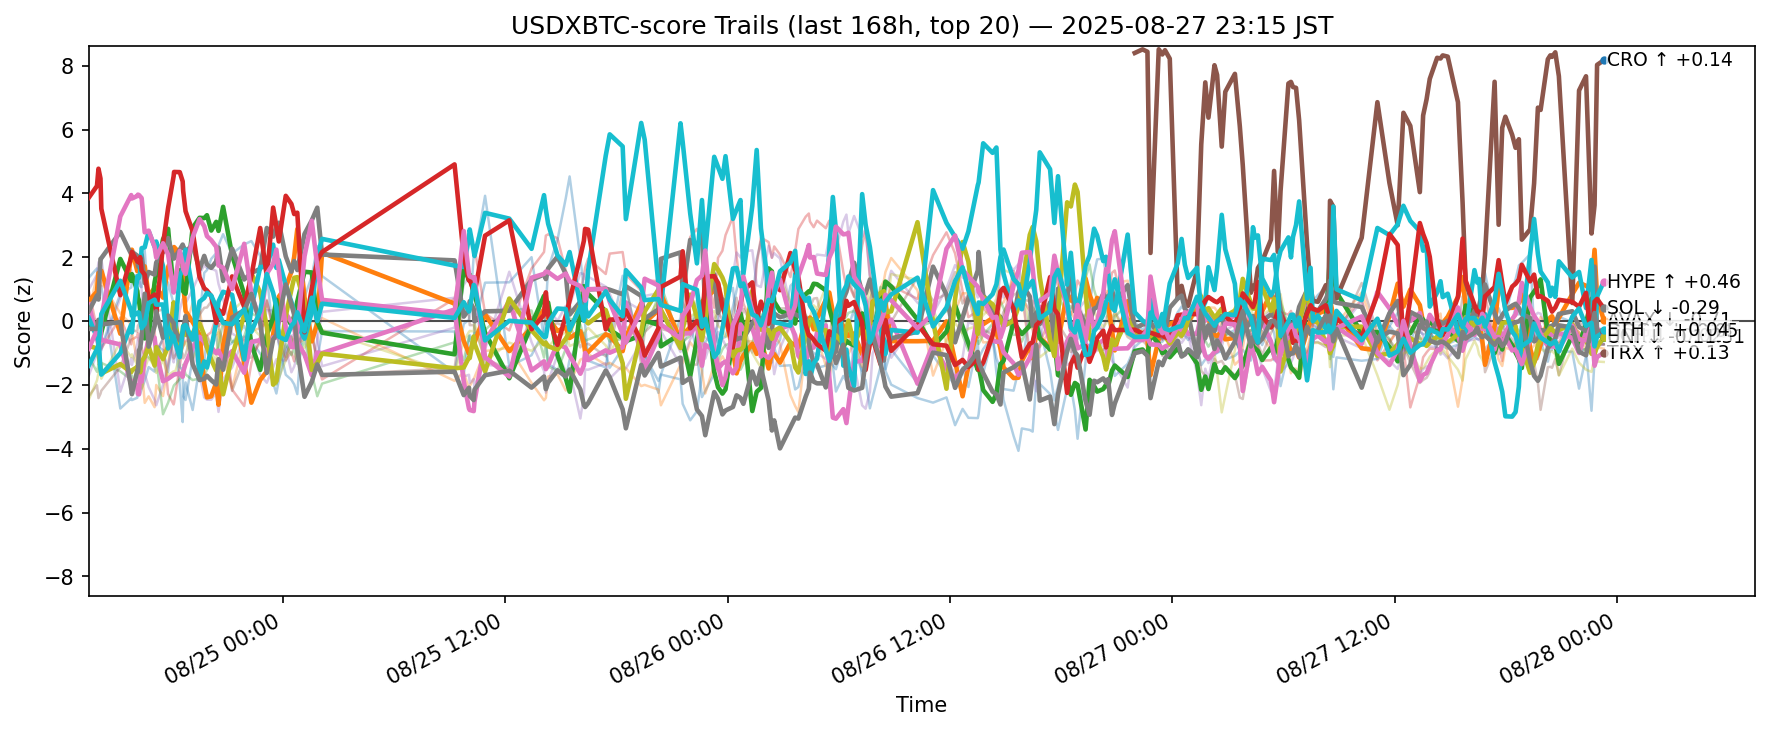 USDXBTC-score Trails (last 168h, top 20) — 2025-08-27 23:15 JST
Score (z)
8
6
4
2
0
−2
−4
−6
−8
CRO ↑ +0.14
HYPE ↑ +0.46
SOL ↓ -0.29
ETH ↑ +0.045
TRX ↑ +0.13
08/25 00:00
08/25 12:00
08/26 00:00
08/26 12:00
08/27 00:00
08/27 12:00
08/28 00:00
Time